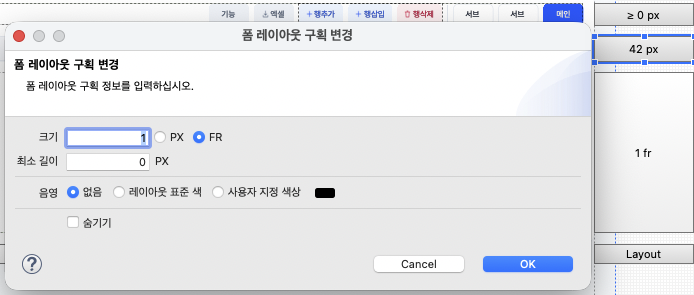 기능 엑셀 +행추가 +행삽입 행삭제 서브 서브 메인
≥ 0 px
42 px
1 fr
Layout
폼 레이아웃 구획 변경
폼 레이아웃 구획 변경
폼 레이아웃 구획 정보를 입력하십시오.
크기 1 PX FR
최소 길이 0 PX
음영 없음 레이아웃 표준 색 사용자 지정 색상
숨기기
? Cancel OK